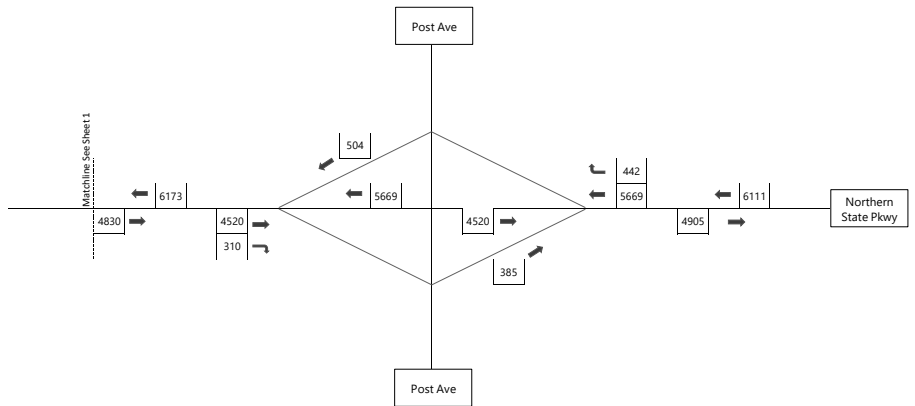 Post Ave
Matchline See Sheet 1
504
442
6173
5669
5669
6111
4830
4520
4520
4905
310
385
Northern
State Pkwy
Post Ave